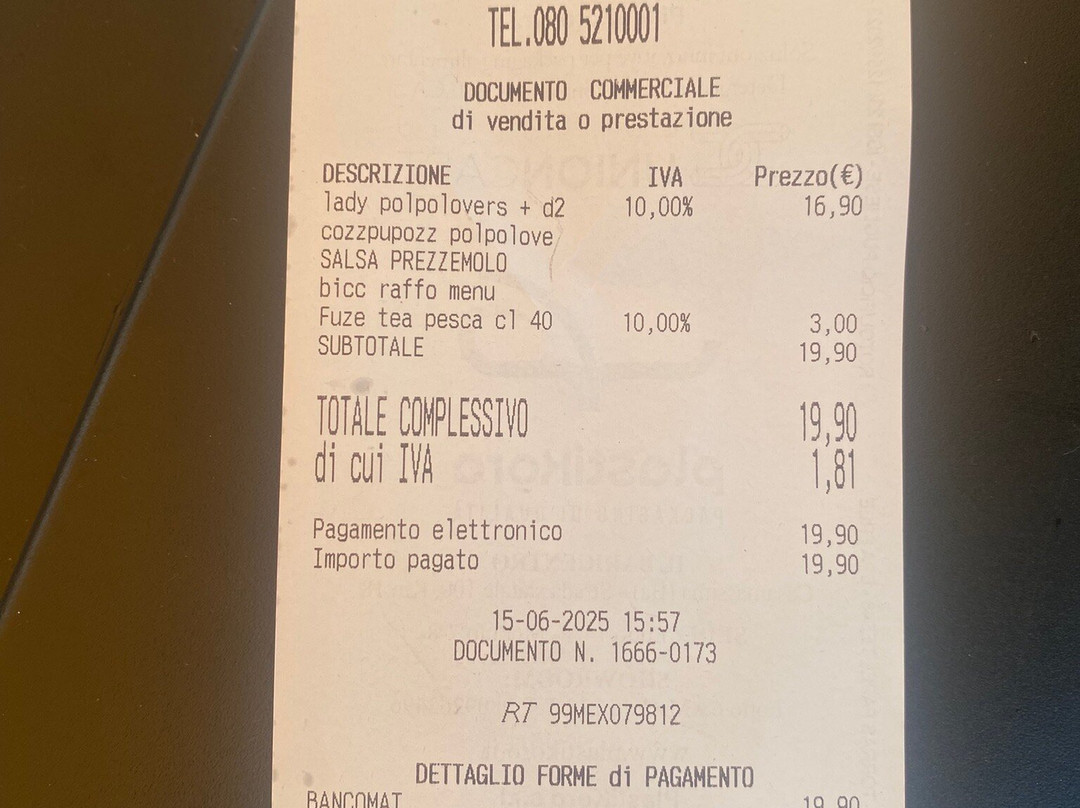 TEL.080 5210001
DOCUMENTO COMMERCIALE
di vendita o prestazione
DESCRIZIONE IVA Prezzo(€)
lady polpolovers + d2 10,00% 16,90
cozzpupozz polpolove
SALSA PREZZEMOLO
bicc raffo menu
Fuze tea pesca cl 40 10,00% 3,00
SUBTOTALE 19,90
TOTALE COMPLESSIVO 19,90
di cui IVA 1,81
Pagamento elettronico 19,90
Importo pagato 19,90
15-06-2025 15:57
DOCUMENTO N. 1666-0173
RT 99MEX079812
DETTAGLIO FORME di PAGAMENTO
BANCOMAT 19,90